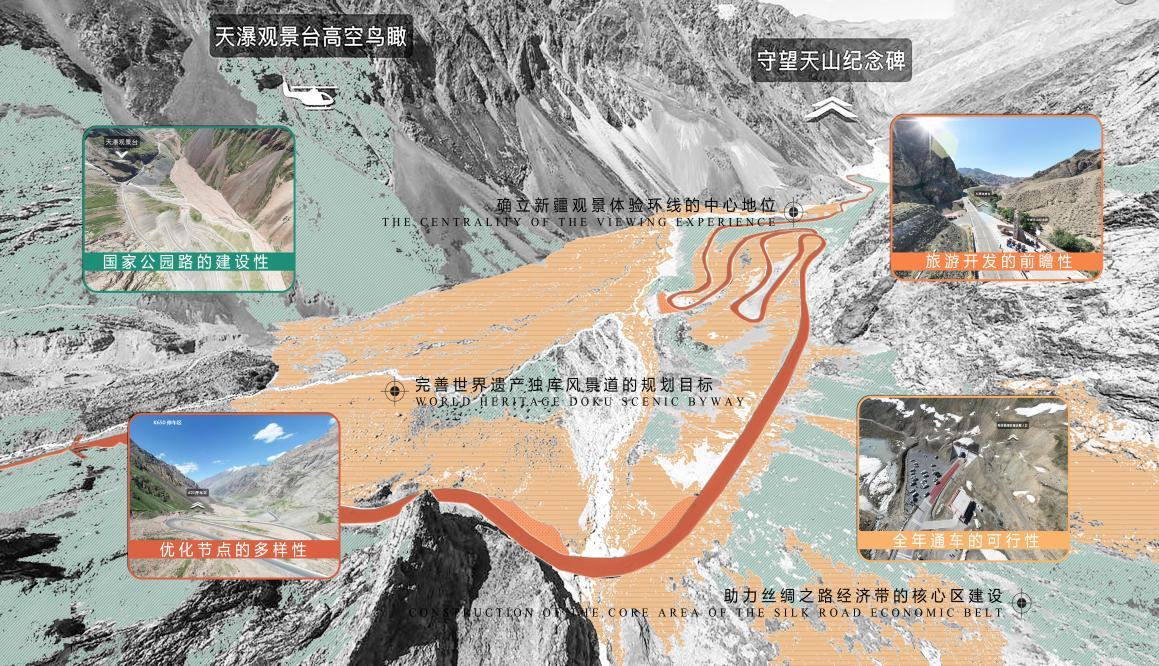 天瀑观景台高空鸟瞰
守望天山纪念碑
天瀑观景台
国家公园路的建设性
旅游开发的前瞻性
确立新疆观景体验环线的中心地位
THE CENTRALITY OF THE VIEWING EXPERIENCE
完善世界遗产独库风景道的规划目标
WORLD HERITAGE DOKU SCENIC BYWAY
K650 停车区
优化节点的多样性
全年通车的可行性
助力丝绸之路经济带的核心区建设
CONSTRUCTION OF THE CORE AREA OF THE SILK ROAD ECONOMIC BELT